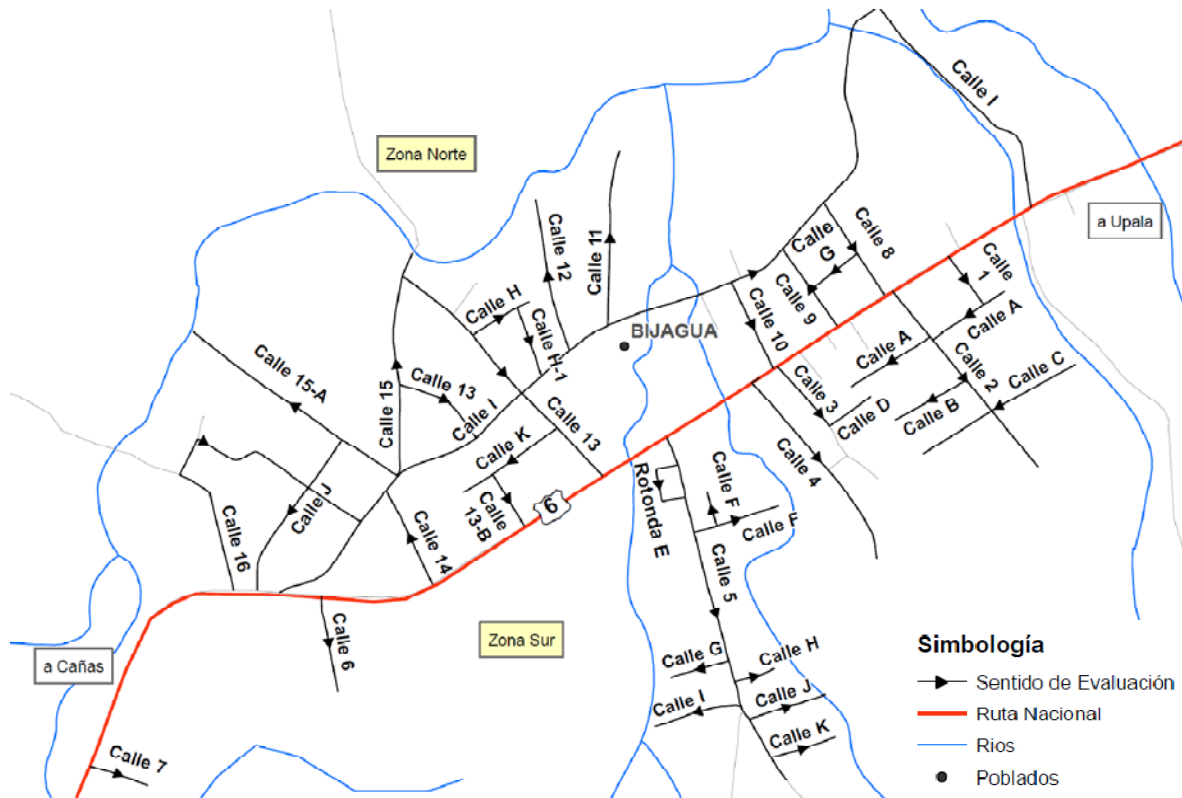 Calle I
Zona Norte
a Upala
Calle 12
Calle 11
Calle
G
Calle 8
Calle 1
Calle H
Calle 9
Calle A
BIJAGUA
Calle 10
Calle A
Calle H-1
Calle 15-A
Calle 15
Calle 13
Calle I
Calle 2
Calle C
Calle 3
Calle D
Calle B
Calle K
Calle 13
Calle 4
Calle J
Calle 16
Calle
13-B
6
Rotonda E
Calle F
Calle F
Calle 14
Calle 5
Zona Sur
Calle 6
a Cañas
Calle G
Calle H
Calle I
Calle J
Calle K
Calle 7
Simbología
Sentido de Evaluación
Ruta Nacional
Rios
Poblados